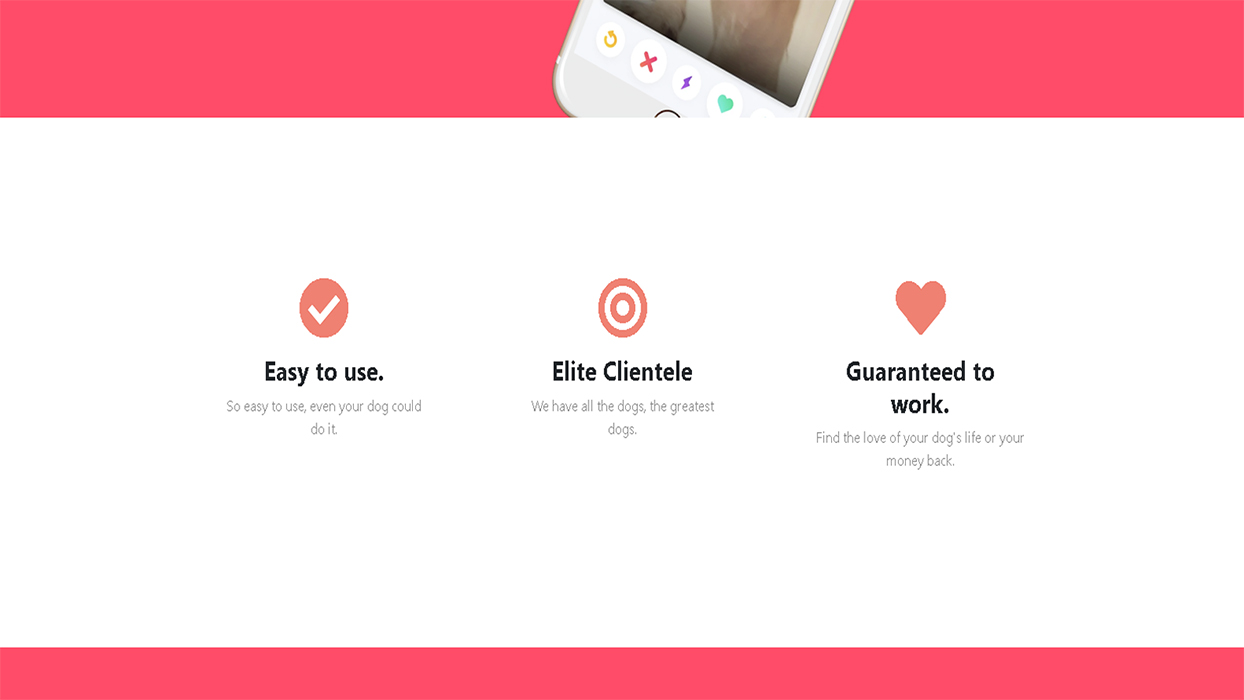 Easy to use.
So easy to use, even your dog could
do it.
Elite Clientele
We have all the dogs, the greatest
dogs.
Guaranteed to
work.
Find the love of your dog's life or your
money back.